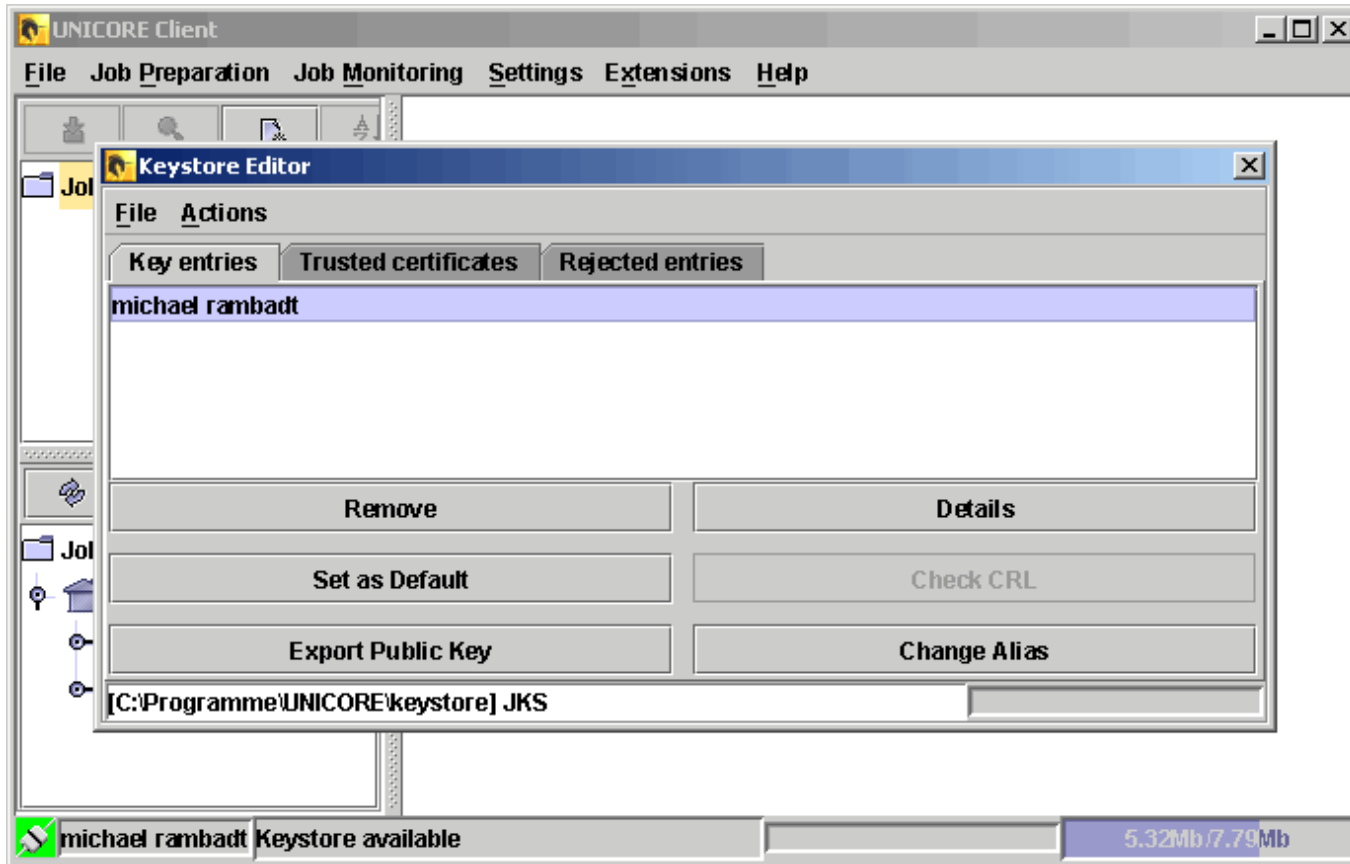 UNICORE Client
File Job Preparation Job Monitoring Settings Extensions Help
Keystore Editor
File Actions
Key entries Trusted certificates Rejected entries
michael rambadt
Remove Details
Set as Default Check CRL
Export Public Key Change Alias
[C:\Programme\UNICORE\keystore] JKS
michael rambadt Keystore available 5.32Mb/7.79Mb